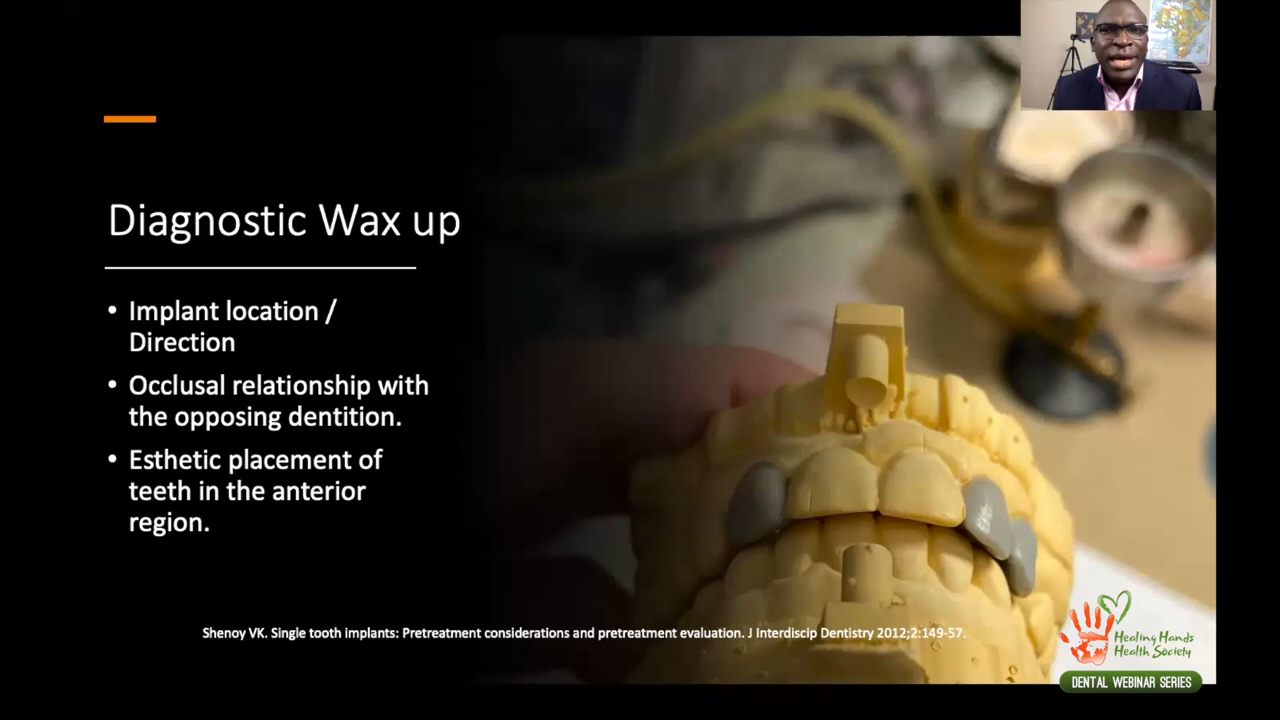 Diagnostic Wax up
• Implant location /
Direction
• Occlusal relationship with
the opposing dentition.
• Esthetic placement of
teeth in the anterior
region.
Shenoy VK. Single tooth implants: Pretreatment considerations and pretreatment evaluation. J Interdiscip Dentistry 2012;2:149-57.
Healing Hands
Health Society
DENTAL WEBINAR SERIES